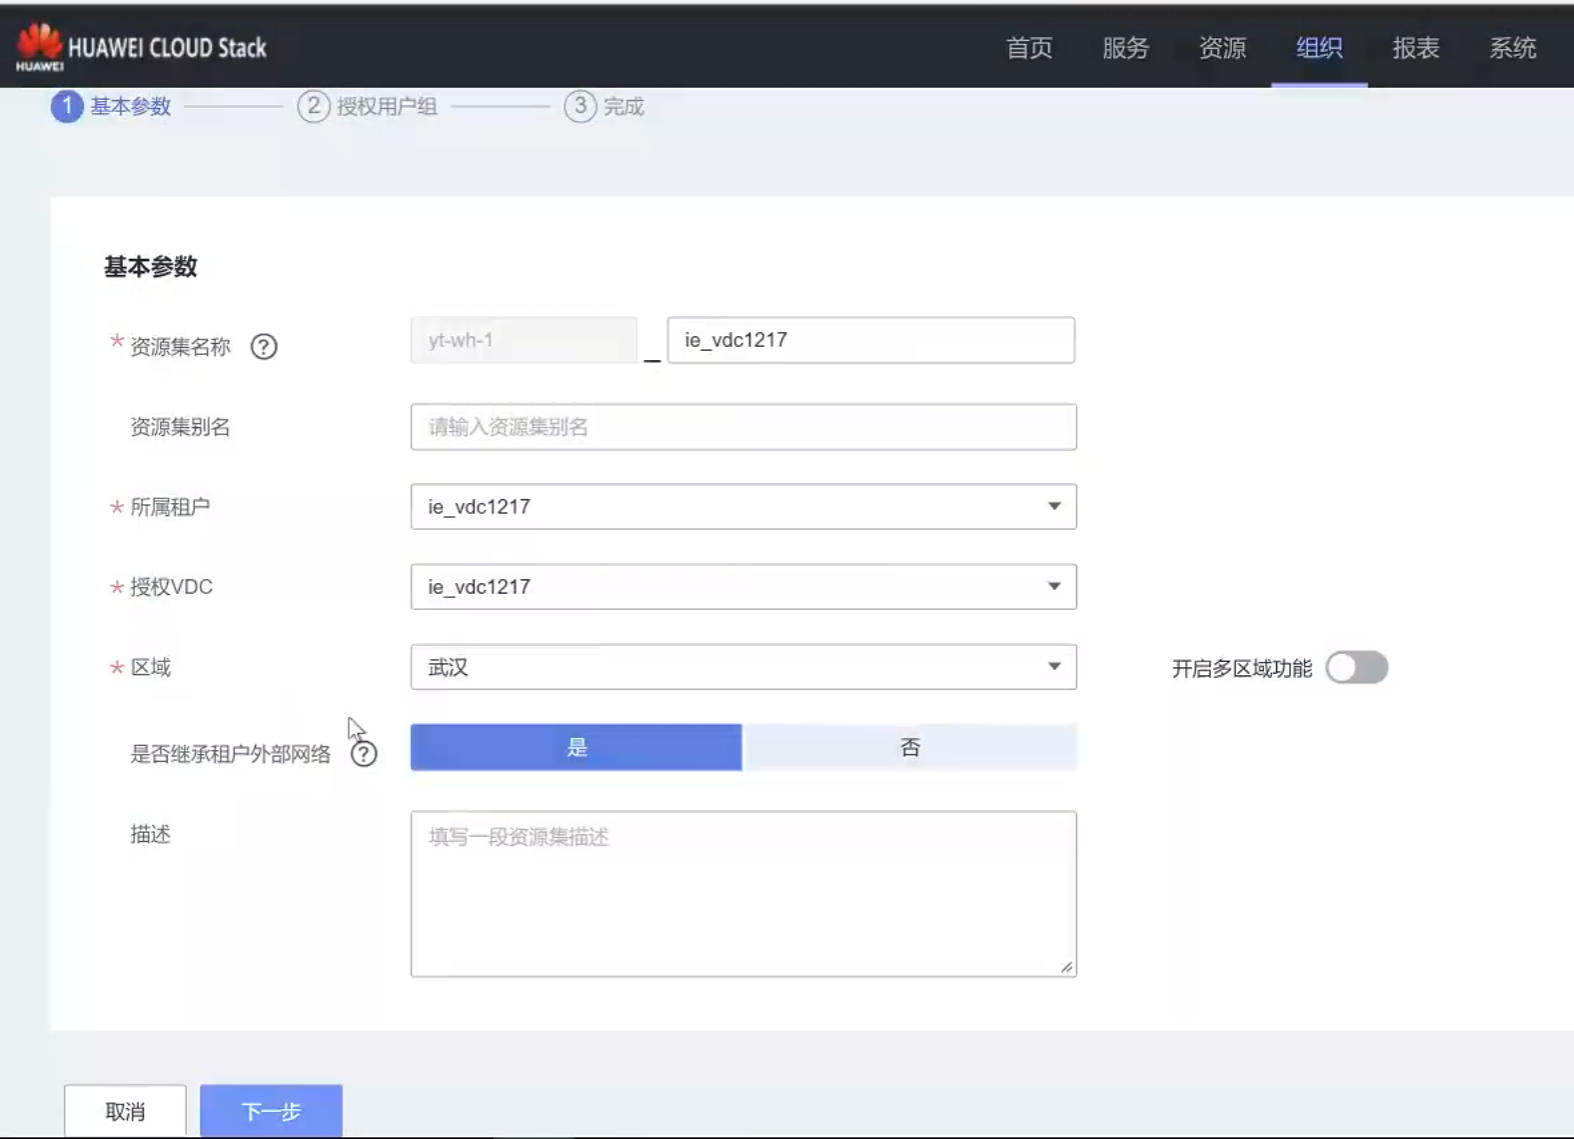 HUAWEI HUAWEI CLOUD Stack 首页 服务 资源 组织 报表 系统
1 基本参数 2 授权用户组 3 完成
基本参数
* 资源集名称 ? yt-wh-1 _ ie_vdc1217
资源集别名 请输入资源集别名
* 所属租户 ie_vdc1217
* 授权VDC ie_vdc1217
* 区域 武汉 开启多区域功能
是否继承租户外部网络 ? 是 否
描述 填写一段资源集描述
取消 下一步